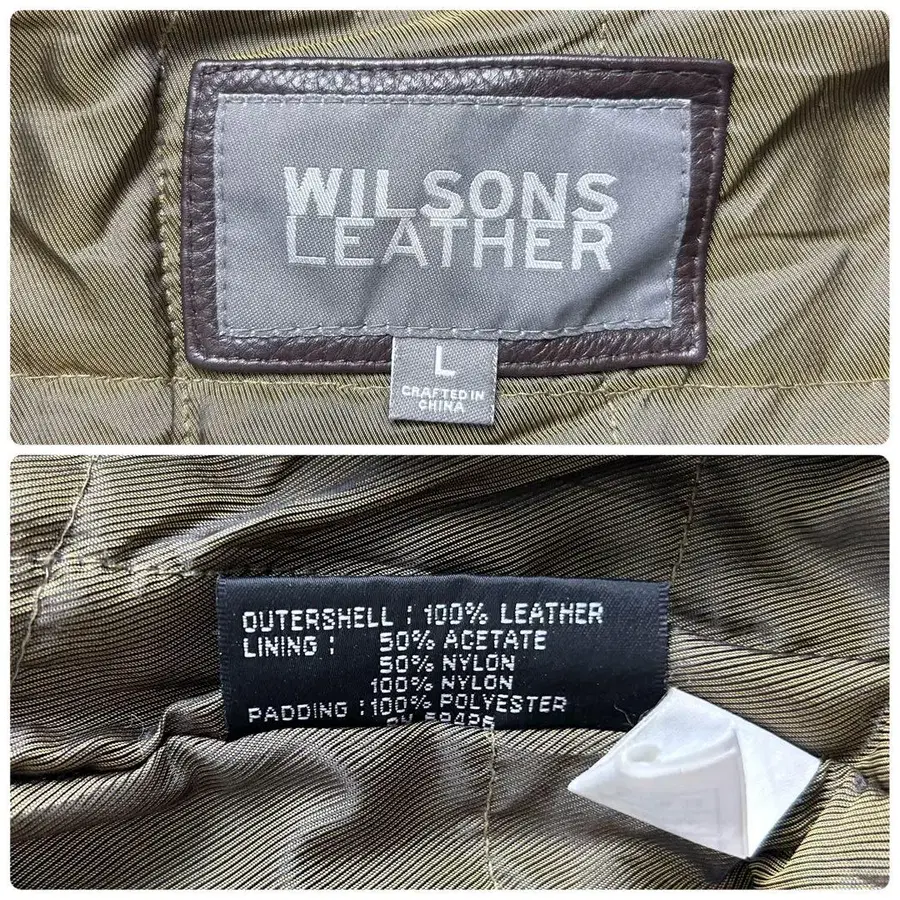 WILSONS
LEATHER
L
CRAFTED IN
CHINA
OUTERSHELL : 100% LEATHER
LINING : 50% ACETATE
50% NYLON
100% NYLON
PADDING : 100% POLYESTER